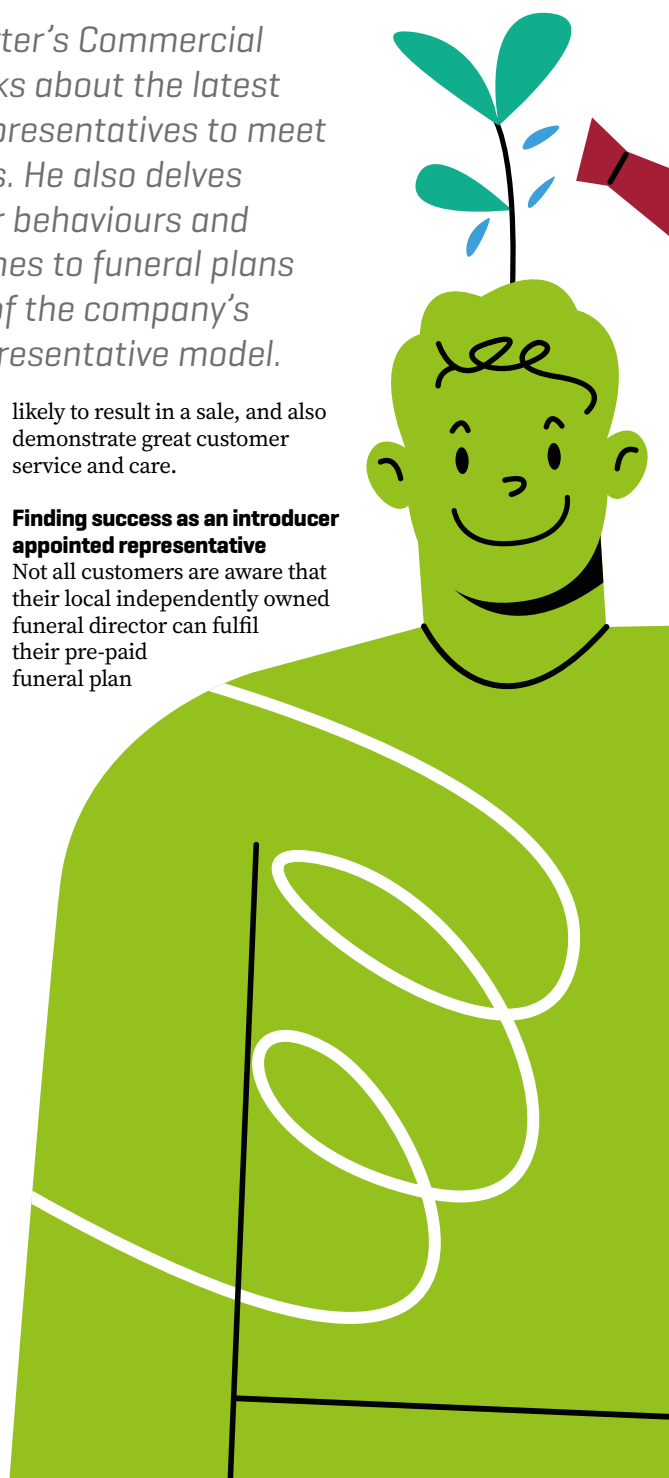 ter’s Commercial
ks about the latest
presentatives to meet
s. He also delves
r behaviours and
nes to funeral plans
of the company’s
resentative model.
likely to result in a sale, and also
demonstrate great customer
service and care.
Finding success as an introducer
appointed representative
Not all customers are aware that
their local independently owned
funeral director can fulfil
their pre-paid
funeral plan